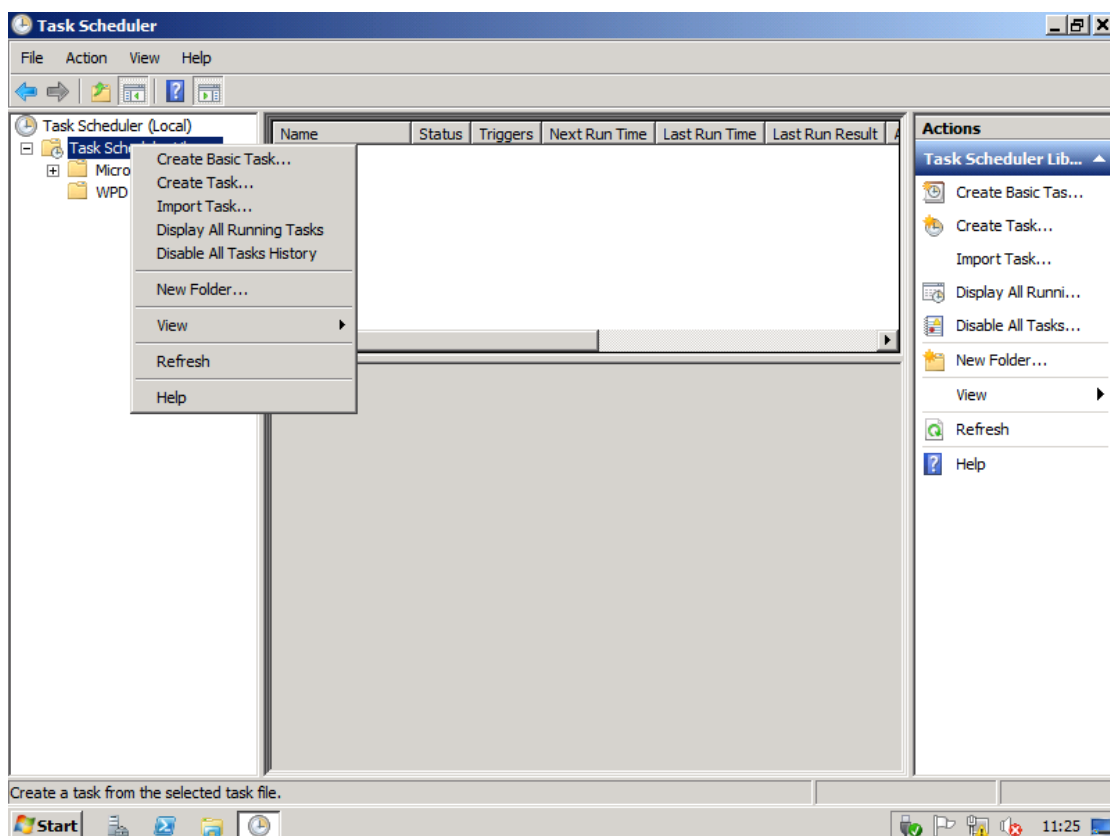 Task Scheduler
File Action View Help
Task Scheduler (Local)
Task
Micro
WPD
Create Basic Task...
Create Task...
Import Task...
Display All Running Tasks
Disable All Tasks History
New Folder...
View
Refresh
Help
Name Status Triggers Next Run Time Last Run Time Last Run Result
Actions
Task Scheduler Lib...
Create Basic Tas...
Create Task...
Import Task...
Display All Runni...
Disable All Tasks...
New Folder...
View
Refresh
Help
Create a task from the selected task file.
Start 11:25